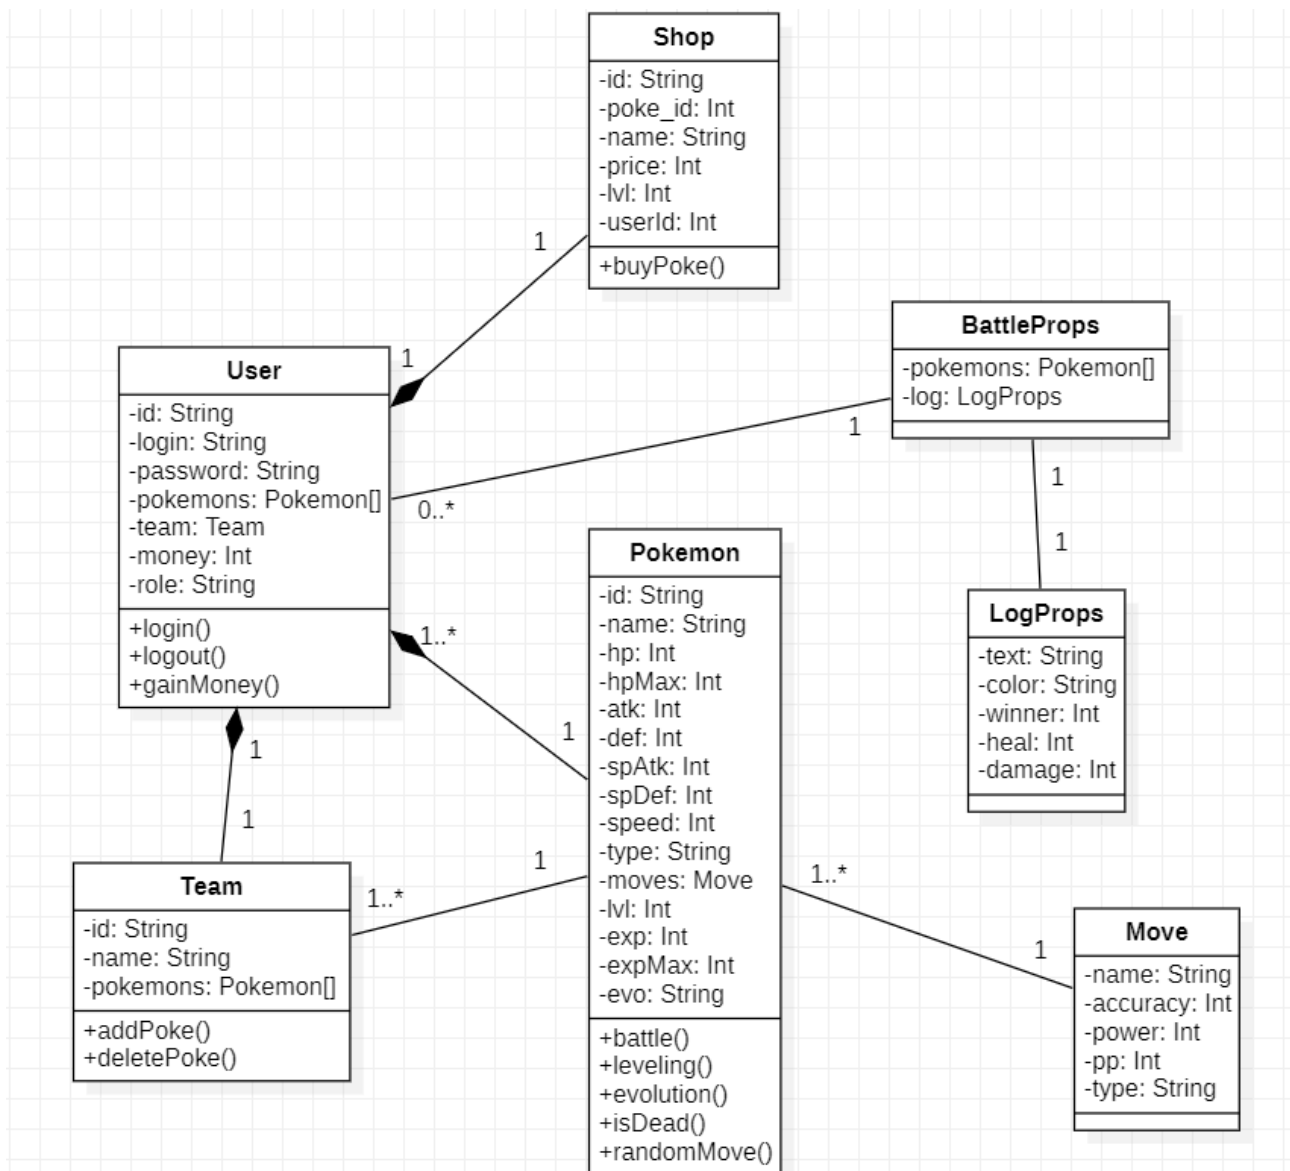 Shop
-id: String
-poke_id: Int
-name: String
-price: Int
-lvl: Int
-userId: Int
+buyPoke()
1
1
User
-id: String
-login: String
-password: String
-pokemons: Pokemon[]
-team: Team
-money: Int
-role: String
+login()
+logout()
+gainMoney()
BattleProps
-pokemons: Pokemon[]
-log: LogProps
1
0..*
1
1
LogProps
-text: String
-color: String
-winner: Int
-heal: Int
-damage: Int
1..*
1
Pokemon
-id: String
-name: String
-hp: Int
-hpMax: Int
-atk: Int
-def: Int
-spAtk: Int
-spDef: Int
-speed: Int
-type: String
-moves: Move
-lvl: Int
-exp: Int
-expMax: Int
-evo: String
+battle()
+leveling()
+evolution()
+isDead()
+randomMove()
1
1
Team
-id: String
-name: String
-pokemons: Pokemon[]
+addPoke()
+deletePoke()
1..*
1
1..*
1
Move
-name: String
-accuracy: Int
-power: Int
-pp: Int
-type: String